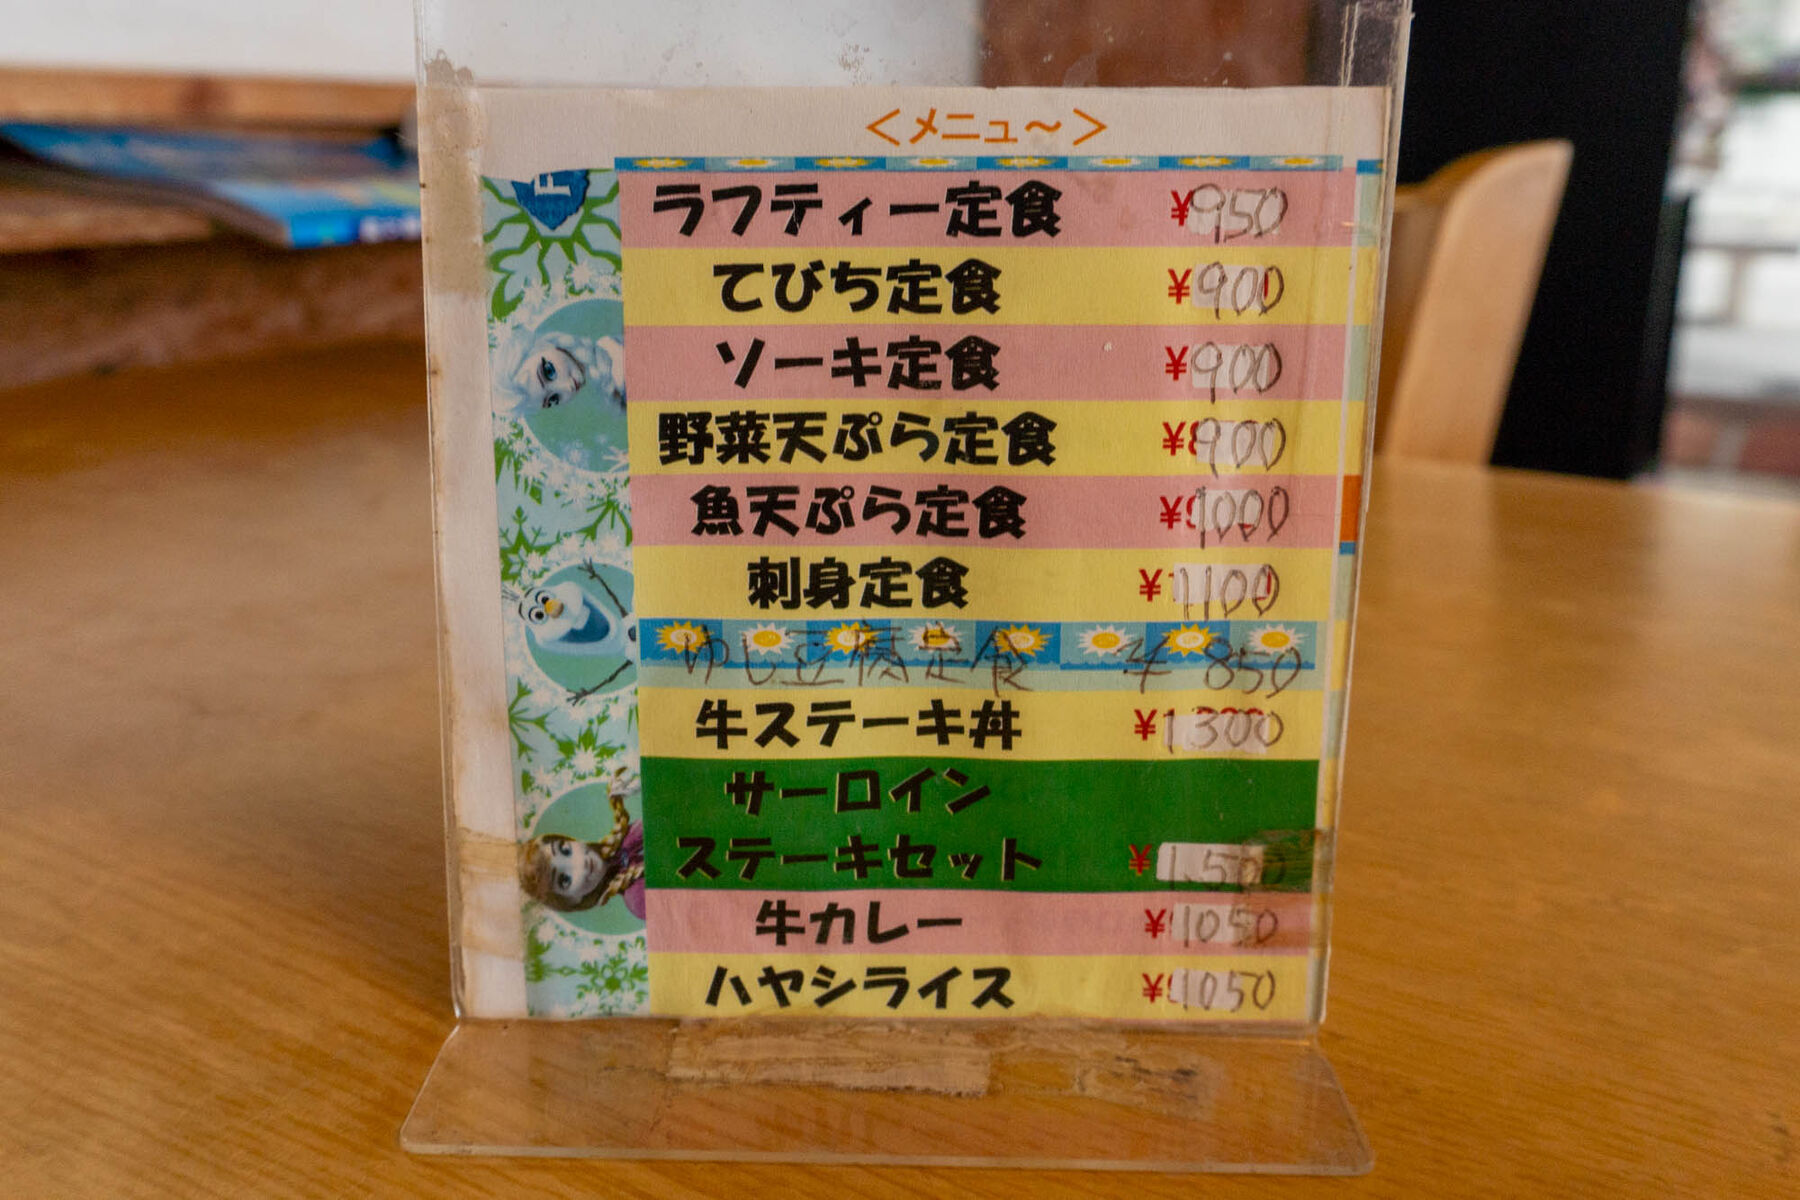 ＜メニュ～＞
ラフティー定食 ¥950
てびち定食 ¥900
ソーキ定食 ¥900
野菜天ぷら定食 ¥900
魚天ぷら定食 ¥1000
刺身定食 ¥1100
ゆし豆腐定食 ¥850
牛ステーキ丼 ¥1300
サーロイン
ステーキセット ¥1,500
牛カレー ¥1050
ハヤシライス ¥1050